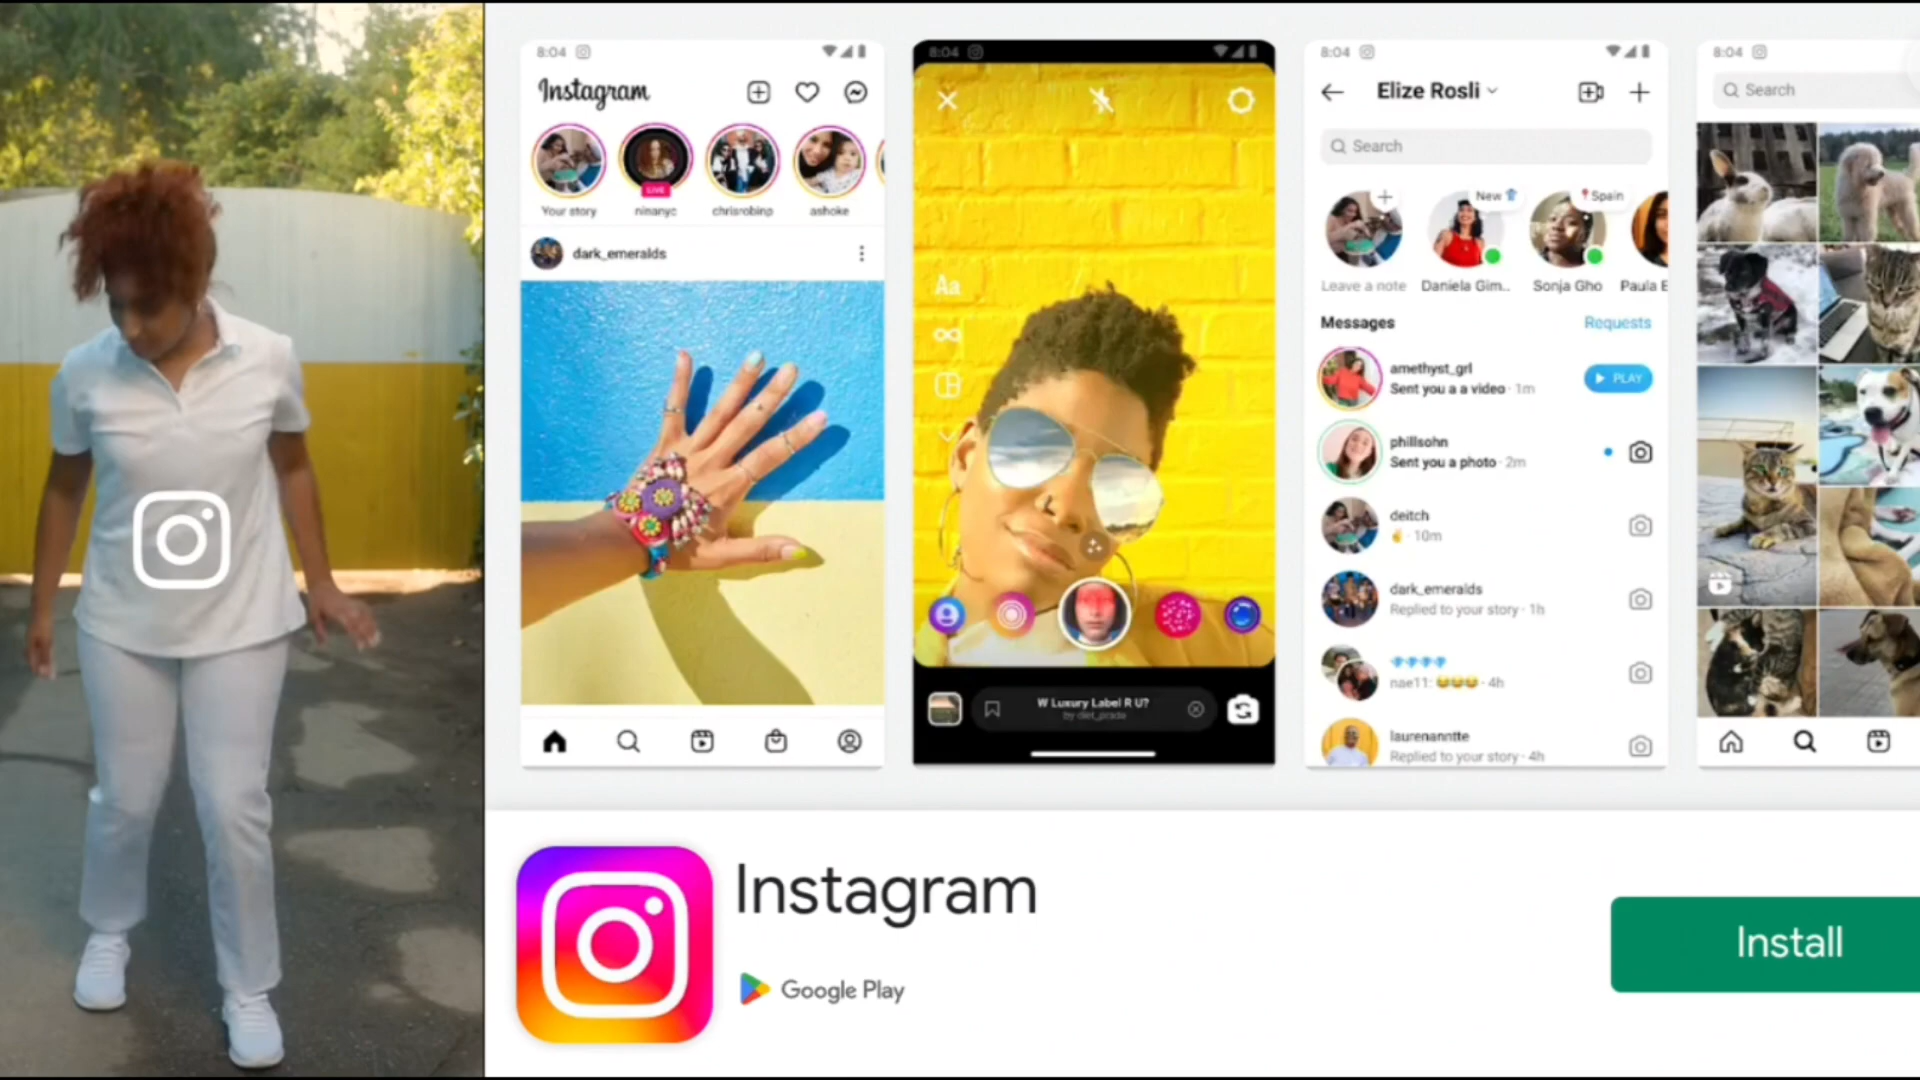 8:04
Instagram
LIVE
Your story
ninanyc
chrisrobinp
ashoke
dark_emeralds
8:04
Aa
W Luxury Label R U?
by diet_prada
8:04
Elize Rosli
Search
New
Spain
Leave a note
Daniela Gim..
Sonja Gho
Paula E
Messages
Requests
amethyst_grl
Sent you a a video · 1m
PLAY
phillsohn
Sent you a photo · 2m
deitch
✌ · 10m
dark_emeralds
Replied to your story · 1h
💎💎💎💎
nae11: 😂😂😂 · 4h
laurenanntte
Replied to your story · 4h
8:04
Search
Instagram
Google Play
Install